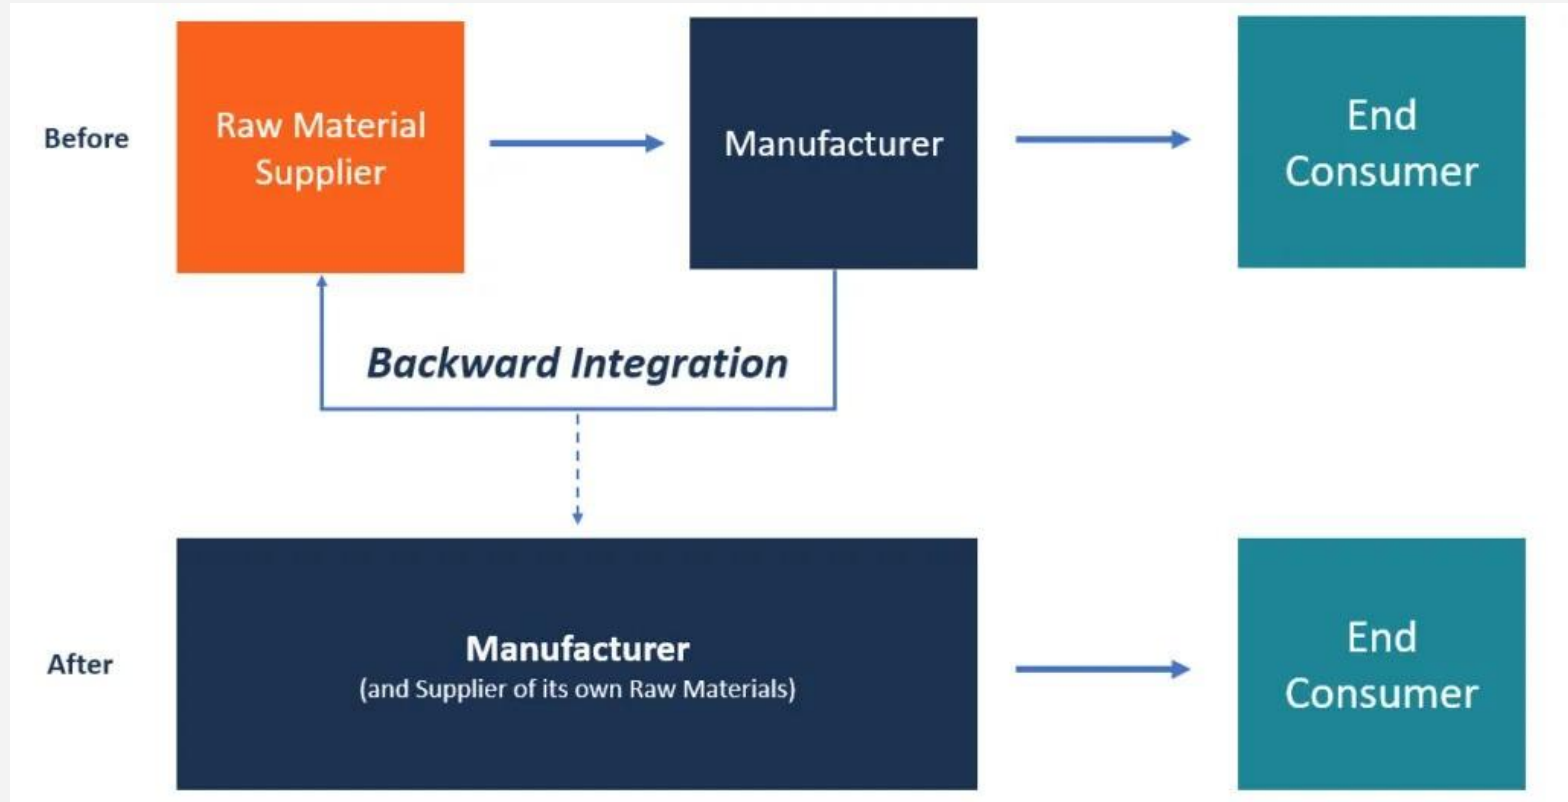 Before
Raw Material
Supplier
Manufacturer
End
Consumer
Backward Integration
After
Manufacturer
(and Supplier of its own Raw Materials)
End
Consumer